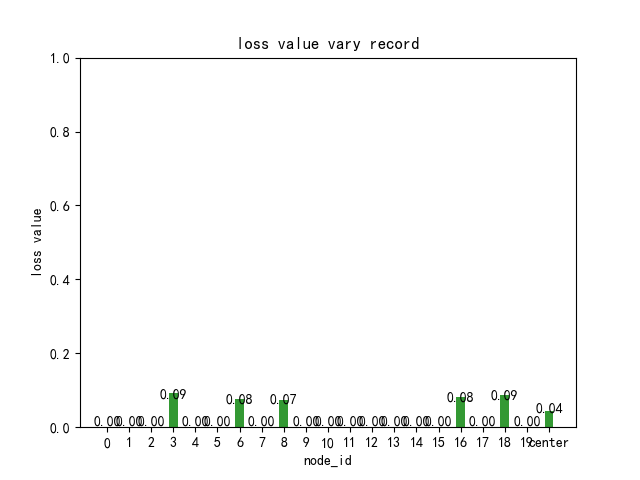 loss value vary record
1.0
0.8
0.6
0.4
0.2
0.0
loss value
0.00 0.00 0.00 0.09 0.00 0.00 0.08 0.00 0.07 0.00 0.00 0.00 0.00 0.00 0.00 0.00 0.08 0.00 0.09 0.00 0.04
0 1 2 3 4 5 6 7 8 9 10 11 12 13 14 15 16 17 18 19 center
node_id